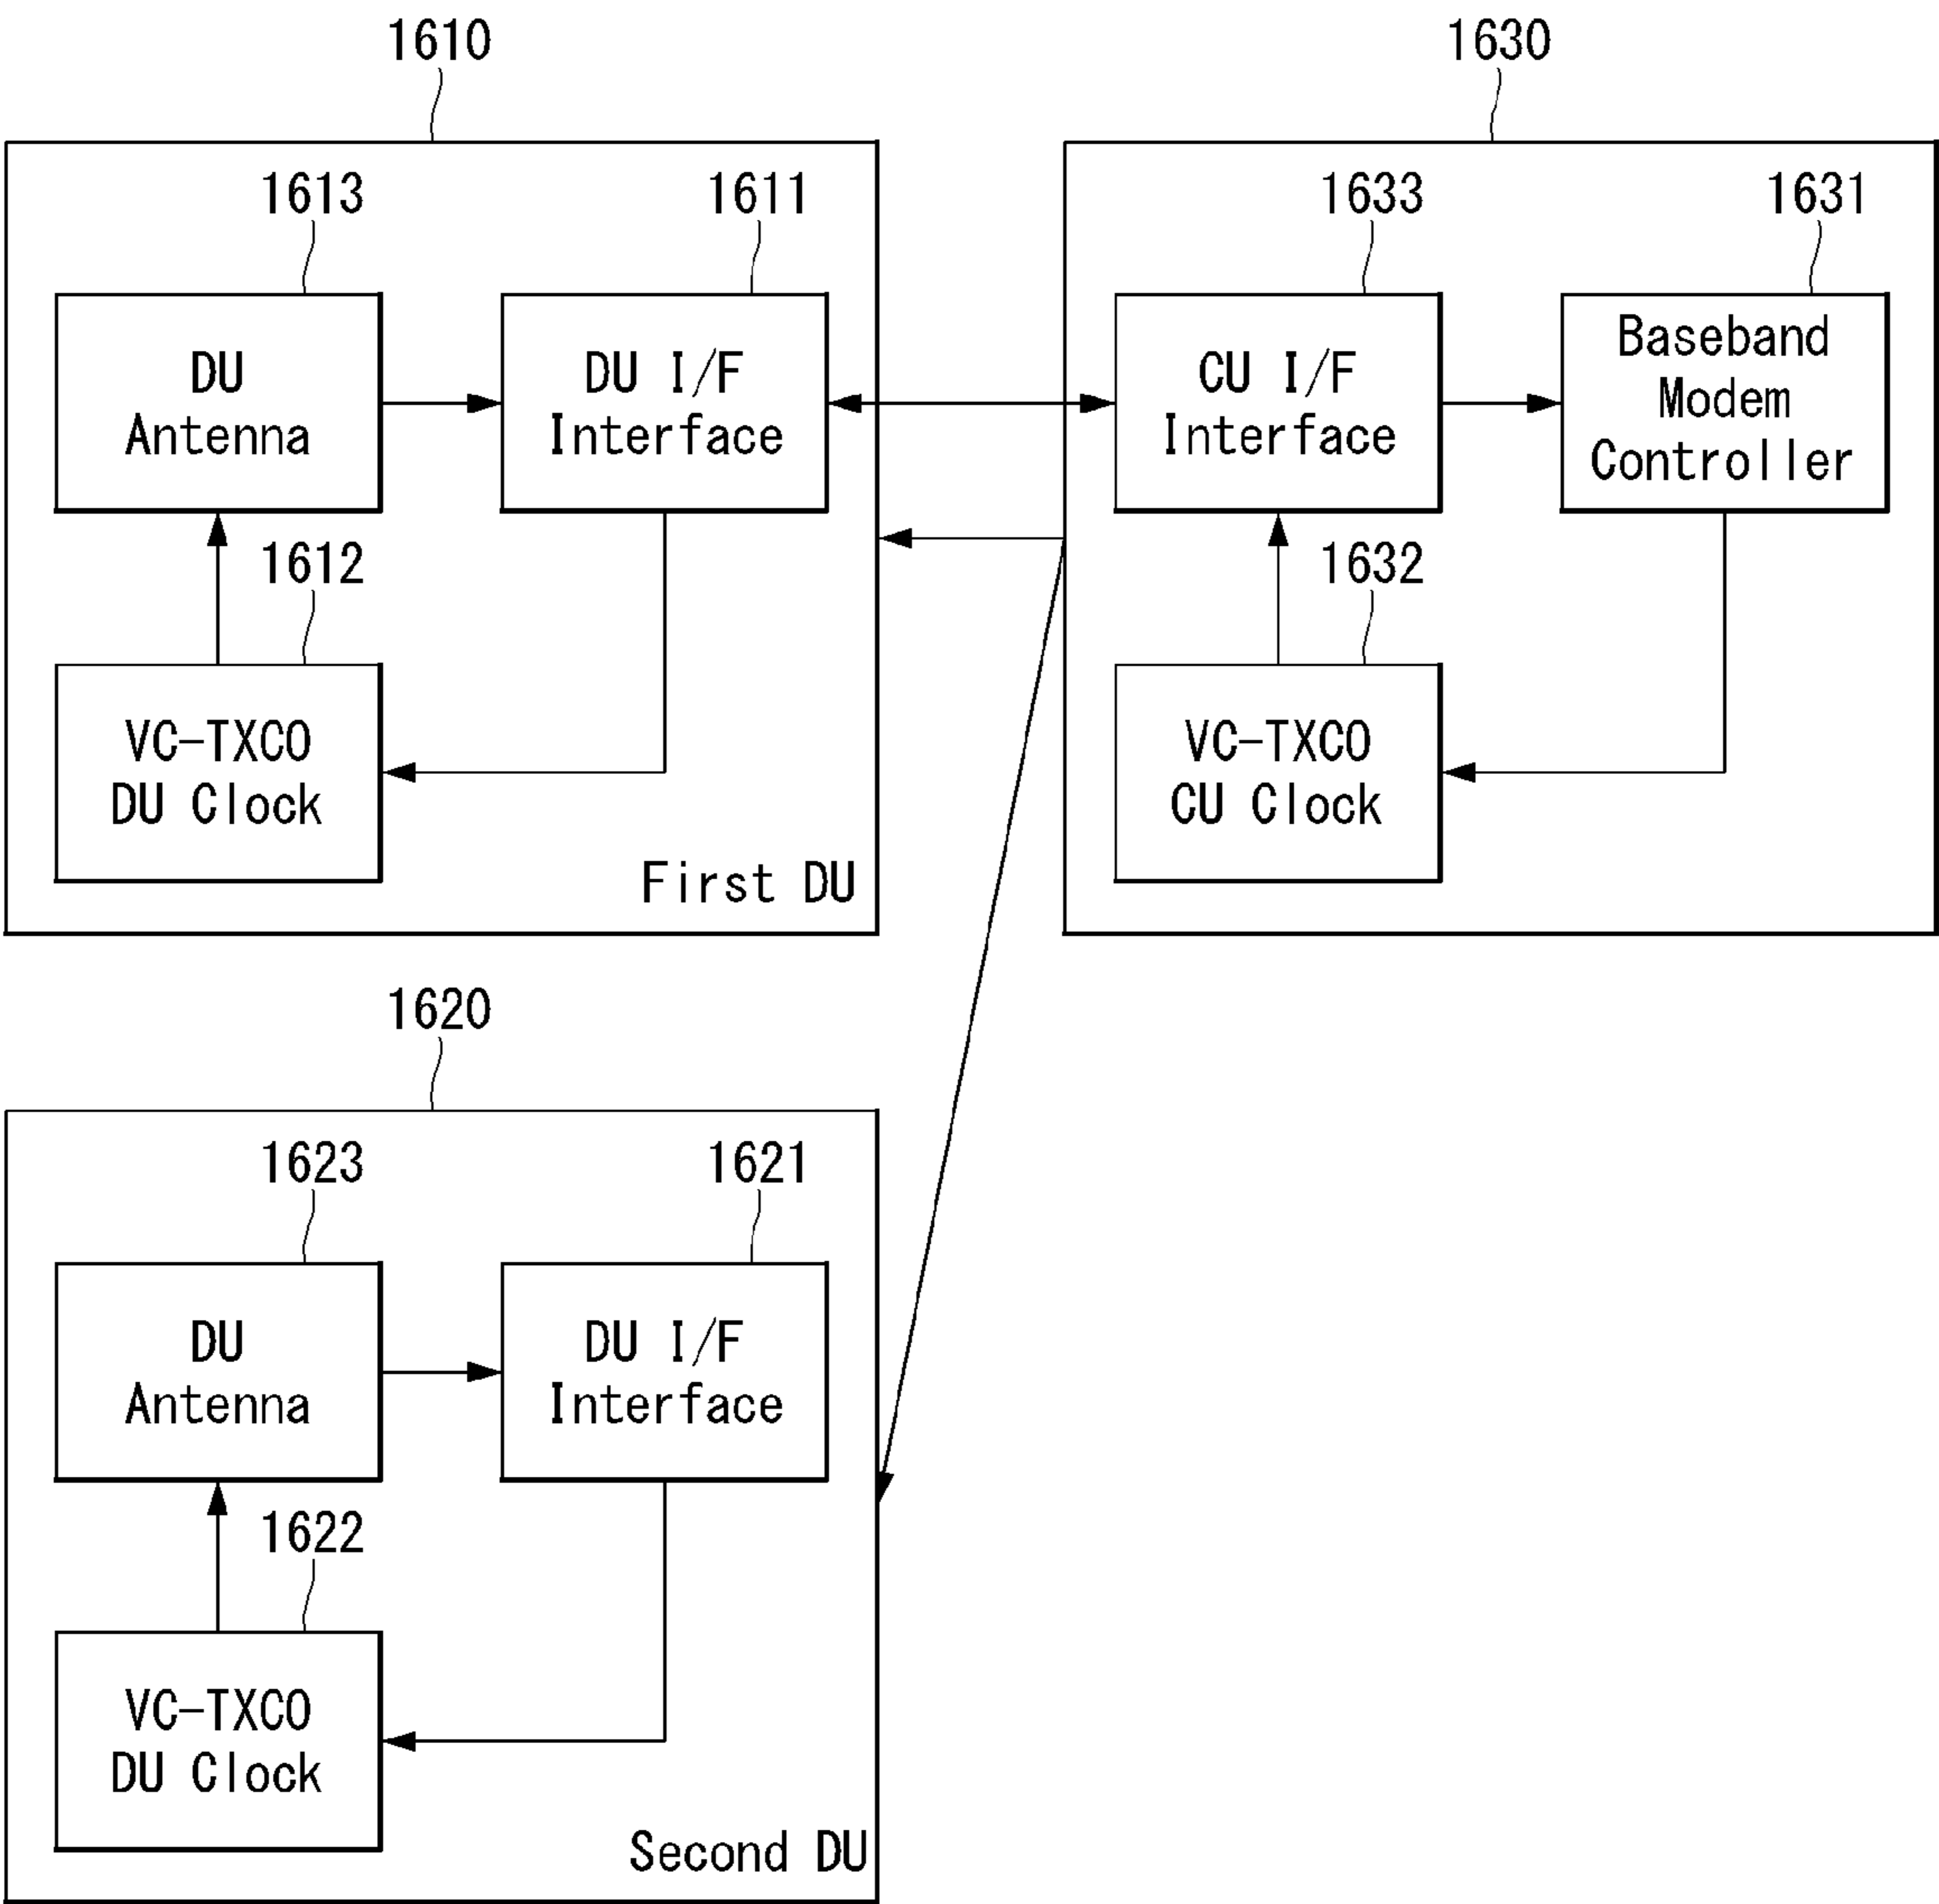 1610
1630
1613
1611
1633
1631
DU
Antenna
DU I/F
Interface
CU I/F
Interface
Baseband
Modem
Controller
1612
1632
VC-TXCO
DU Clock
VC-TXCO
CU Clock
First DU
1620
1623
1621
DU
Antenna
DU I/F
Interface
1622
VC-TXCO
DU Clock
Second DU